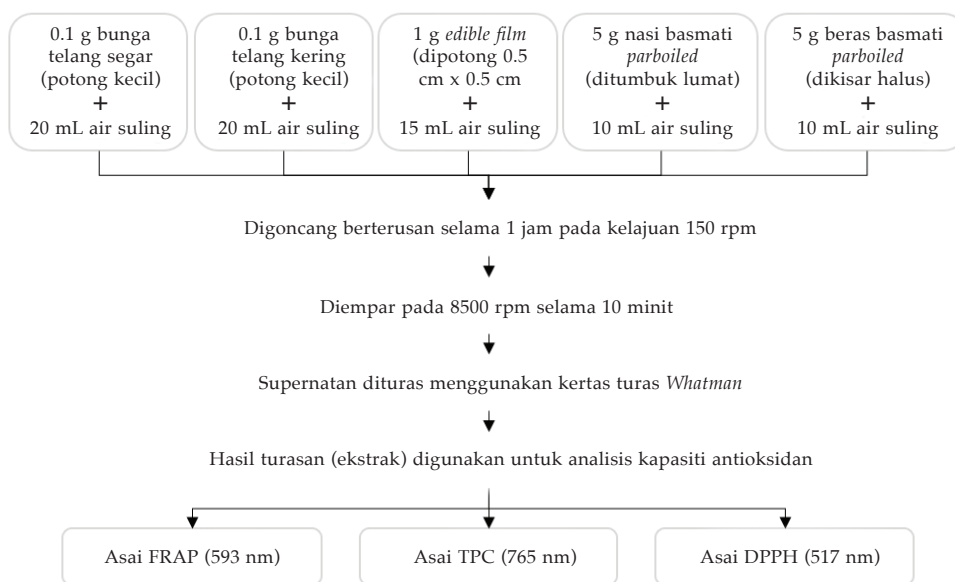 0.1 g bunga
telang segar
(potong kecil)
+
20 mL air suling
0.1 g bunga
telang kering
(potong kecil)
+
20 mL air suling
1 g edible film
(dipotong 0.5
cm x 0.5 cm
+
15 mL air suling
5 g nasi basmati
parboiled
(ditumbuk lumat)
+
10 mL air suling
5 g beras basmati
parboiled
(dikisar halus)
+
10 mL air suling
Digoncang berterusan selama 1 jam pada kelajuan 150 rpm
Diempar pada 8500 rpm selama 10 minit
Supernatan dituras menggunakan kertas turas Whatman
Hasil turasan (ekstrak) digunakan untuk analisis kapasiti antioksidan
Asai FRAP (593 nm)
Asai TPC (765 nm)
Asai DPPH (517 nm)